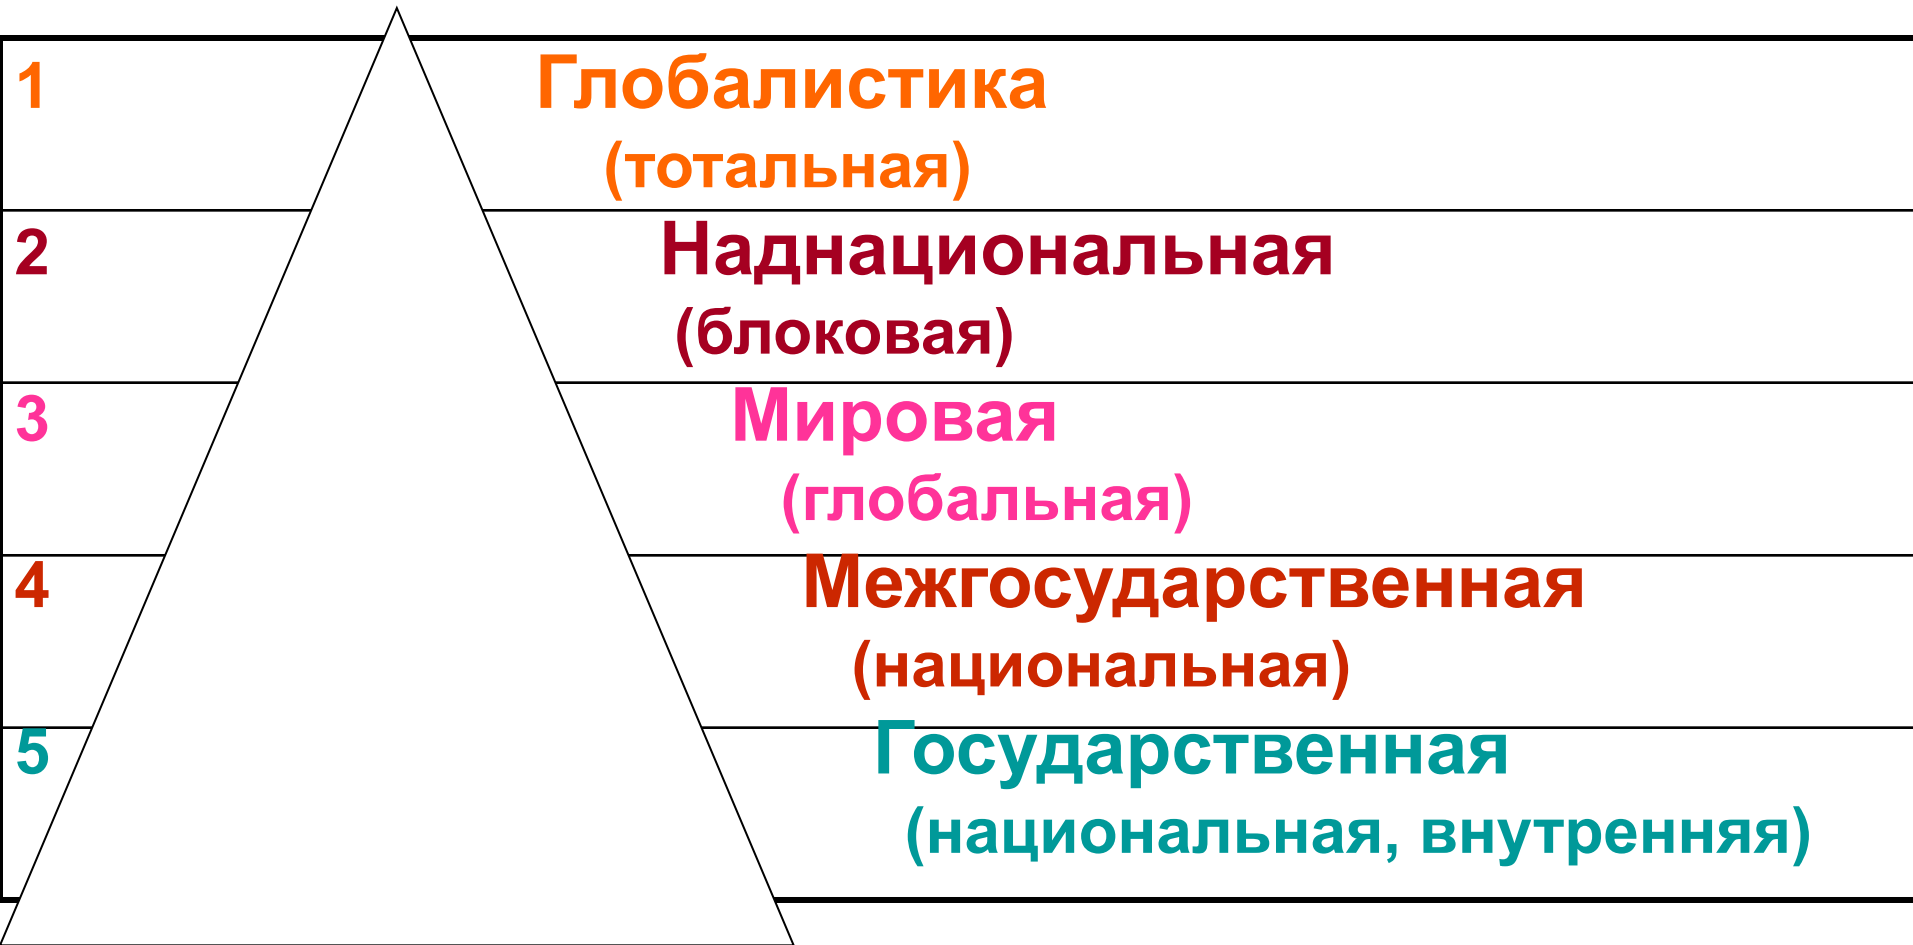 1
Глобалистика
(тотальная)
2
Наднациональная
(блоковая)
3
Мировая
(глобальная)
4
Межгосударственная
(национальная)
5
Государственная
(национальная, внутренняя)